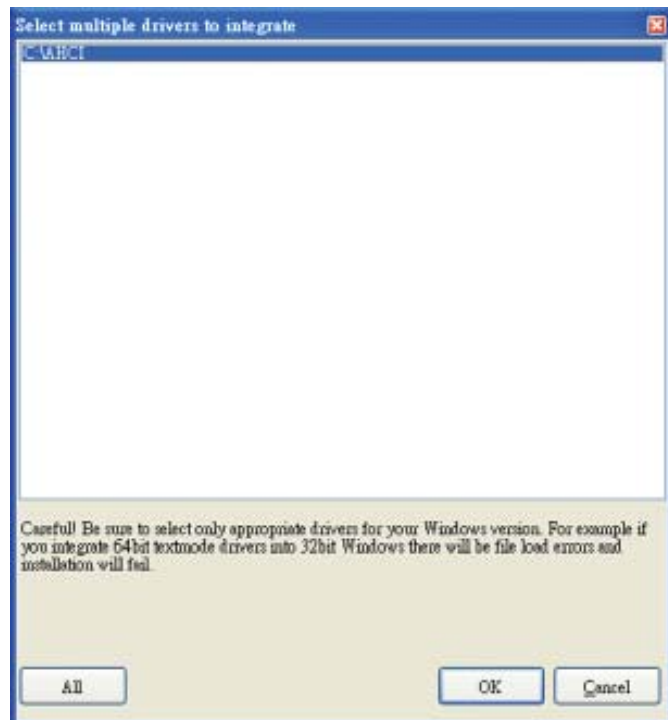 Select multiple drivers to integrate
C:\AHCI
Careful! Be sure to select only appropriate drivers for your Windows version. For example if
you integrate 64bit textmode drivers into 32bit Windows there will be file load errors and
installation will fail.
All
OK
Cancel